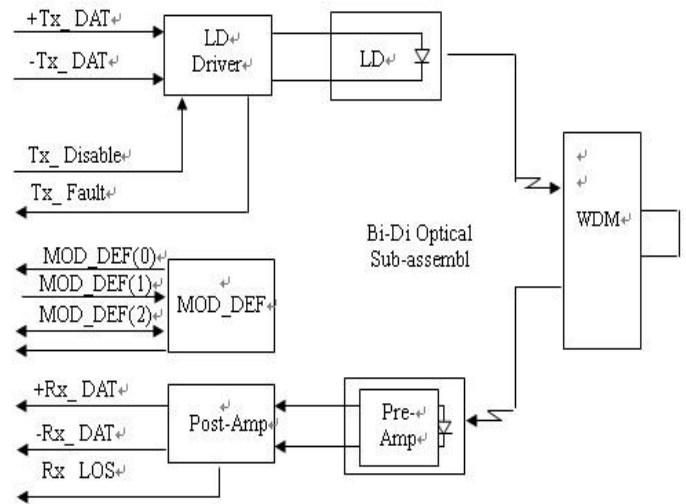 +Tx_DAT
-Tx_DAT
LD
Driver
LD
Tx_Disable
Tx_Fault
WDM
Bi-Di Optical
Sub-assembl
MOD_DEF(0)
MOD_DEF(1)
MOD_DEF(2)
MOD_DEF
+Rx_DAT
-Rx_DAT
Rx LOS
Post-Amp
Pre-
Amp